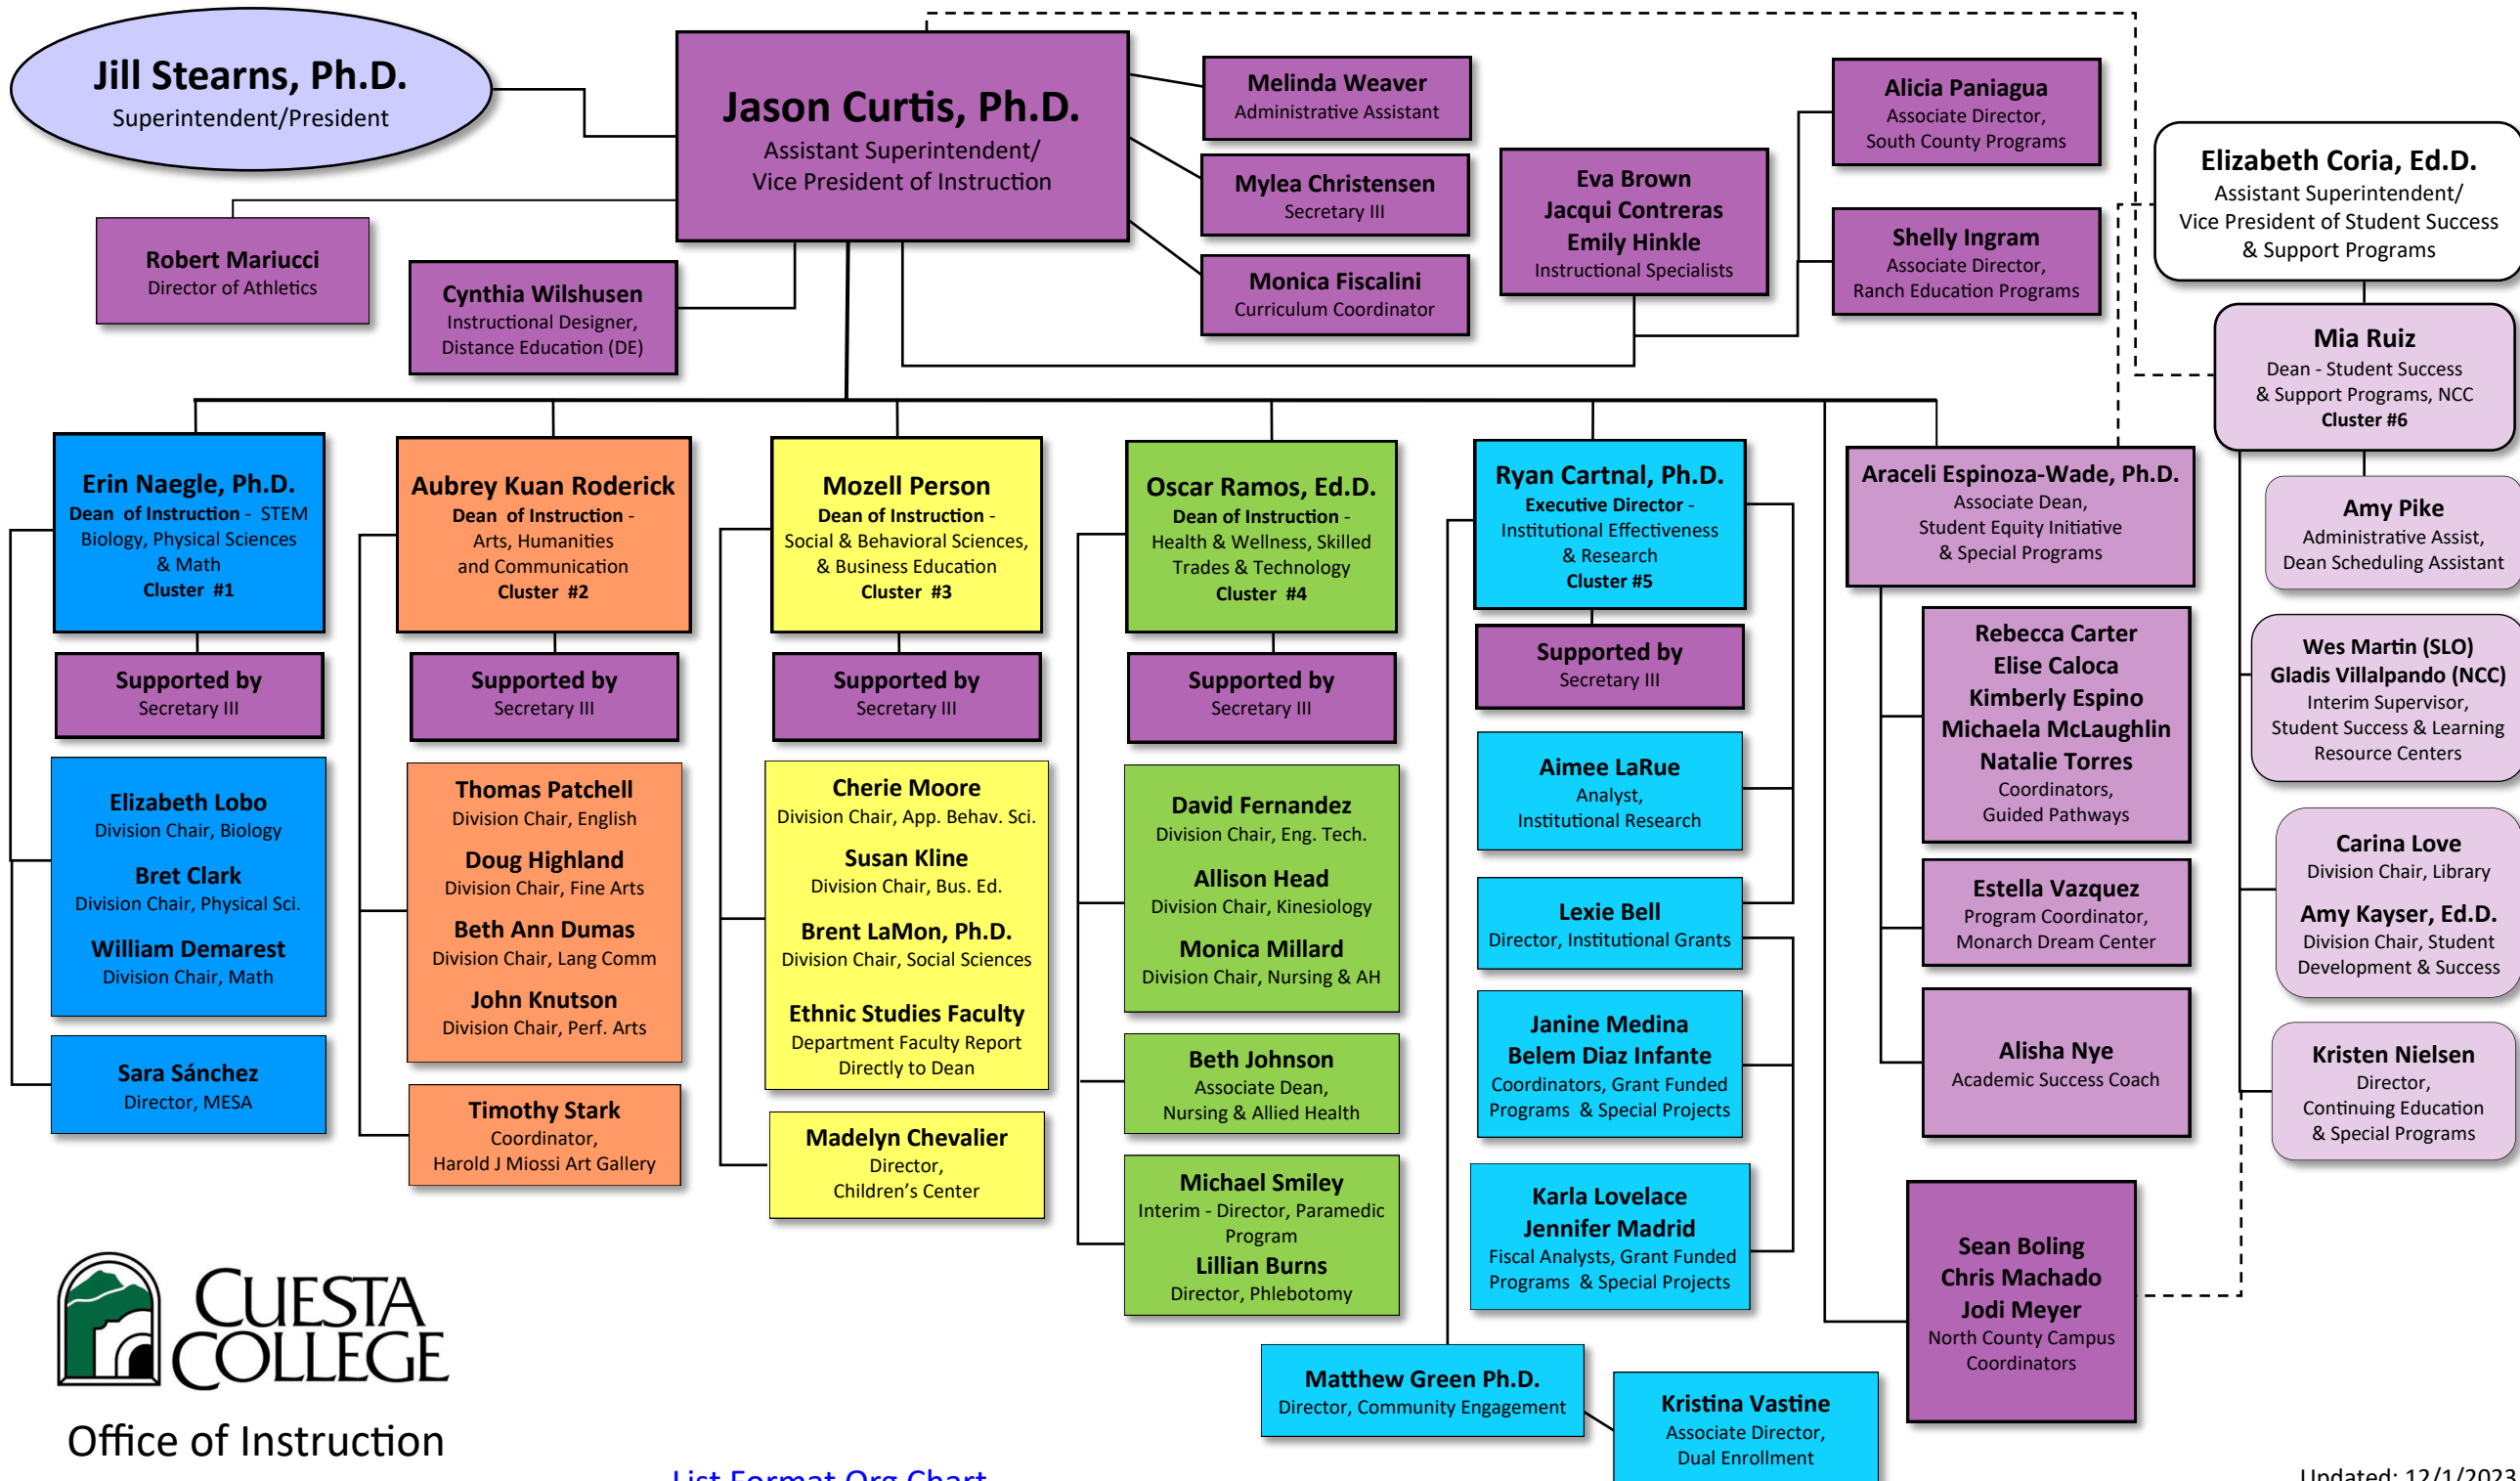 Jill Stearns, Ph.D.
Superintendent/President
Jason Curtis, Ph.D.
Assistant Superintendent/
Vice President of Instruction
Melinda Weaver
Administrative Assistant
Mylea Christensen
Secretary III
Monica Fiscalini
Curriculum Coordinator
Eva Brown
Jacqui Contreras
Emily Hinkle
Instructional Specialists
Alicia Paniagua
Associate Director,
South County Programs
Shelly Ingram
Associate Director,
Ranch Education Programs
Elizabeth Coria, Ed.D.
Assistant Superintendent/
Vice President of Student Success
& Support Programs
Robert Mariucci
Director of Athletics
Cynthia Wilshusen
Instructional Designer,
Distance Education (DE)
Mia Ruiz
Dean - Student Success
& Support Programs, NCC
Cluster #6
Erin Naegle, Ph.D.
Dean of Instruction - STEM
Biology, Physical Sciences
& Math
Cluster #1
Supported by
Secretary III
Elizabeth Lobo
Division Chair, Biology
Bret Clark
Division Chair, Physical Sci.
William Demarest
Division Chair, Math
Sara Sánchez
Director, MESA
Aubrey Kuan Roderick
Dean of Instruction -
Arts, Humanities
and Communication
Cluster #2
Supported by
Secretary III
Thomas Patchell
Division Chair, English
Doug Highland
Division Chair, Fine Arts
Beth Ann Dumas
Division Chair, Lang Comm
John Knutson
Division Chair, Perf. Arts
Timothy Stark
Coordinator,
Harold J Miossi Art Gallery
Mozell Person
Dean of Instruction -
Social & Behavioral Sciences,
& Business Education
Cluster #3
Supported by
Secretary III
Cherie Moore
Division Chair, App. Behav. Sci.
Susan Kline
Division Chair, Bus. Ed.
Brent LaMon, Ph.D.
Division Chair, Social Sciences
Ethnic Studies Faculty
Department Faculty Report
Directly to Dean
Madelyn Chevalier
Director,
Children’s Center
Oscar Ramos, Ed.D.
Dean of Instruction -
Health & Wellness, Skilled
Trades & Technology
Cluster #4
Supported by
Secretary III
David Fernandez
Division Chair, Eng. Tech.
Allison Head
Division Chair, Kinesiology
Monica Millard
Division Chair, Nursing & AH
Beth Johnson
Associate Dean,
Nursing & Allied Health
Michael Smiley
Interim - Director, Paramedic
Program
Lillian Burns
Director, Phlebotomy
Ryan Cartnal, Ph.D.
Executive Director -
Institutional Effectiveness
& Research
Cluster #5
Supported by
Secretary III
Aimee LaRue
Analyst,
Institutional Research
Lexie Bell
Director, Institutional Grants
Janine Medina
Belem Diaz Infante
Coordinators, Grant Funded
Programs & Special Projects
Karla Lovelace
Jennifer Madrid
Fiscal Analysts, Grant Funded
Programs & Special Projects
Matthew Green Ph.D.
Director, Community Engagement
Kristina Vastine
Associate Director,
Dual Enrollment
Araceli Espinoza-Wade, Ph.D.
Associate Dean,
Student Equity Initiative
& Special Programs
Rebecca Carter
Elise Caloca
Kimberly Espino
Michaela McLaughlin
Natalie Torres
Coordinators,
Guided Pathways
Estella Vazquez
Program Coordinator,
Monarch Dream Center
Alisha Nye
Academic Success Coach
Sean Boling
Chris Machado
Jodi Meyer
North County Campus
Coordinators
Amy Pike
Administrative Assist,
Dean Scheduling Assistant
Wes Martin (SLO)
Gladis Villalpando (NCC)
Interim Supervisor,
Student Success & Learning
Resource Centers
Carina Love
Division Chair, Library
Amy Kayser, Ed.D.
Division Chair, Student
Development & Success
Kristen Nielsen
Director,
Continuing Education
& Special Programs
CUESTA
COLLEGE
Office of Instruction
List Format Org Chart
Updated: 12/1/2023